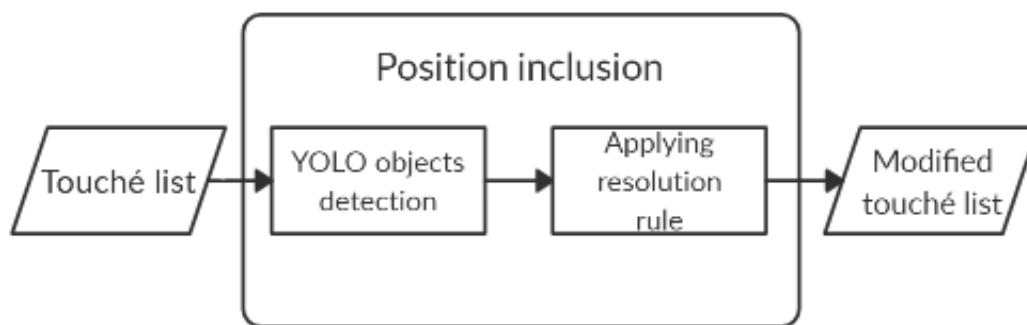 Position inclusion
Touché list
YOLO objects
detection
Applying
resolution
rule
Modified
touché list